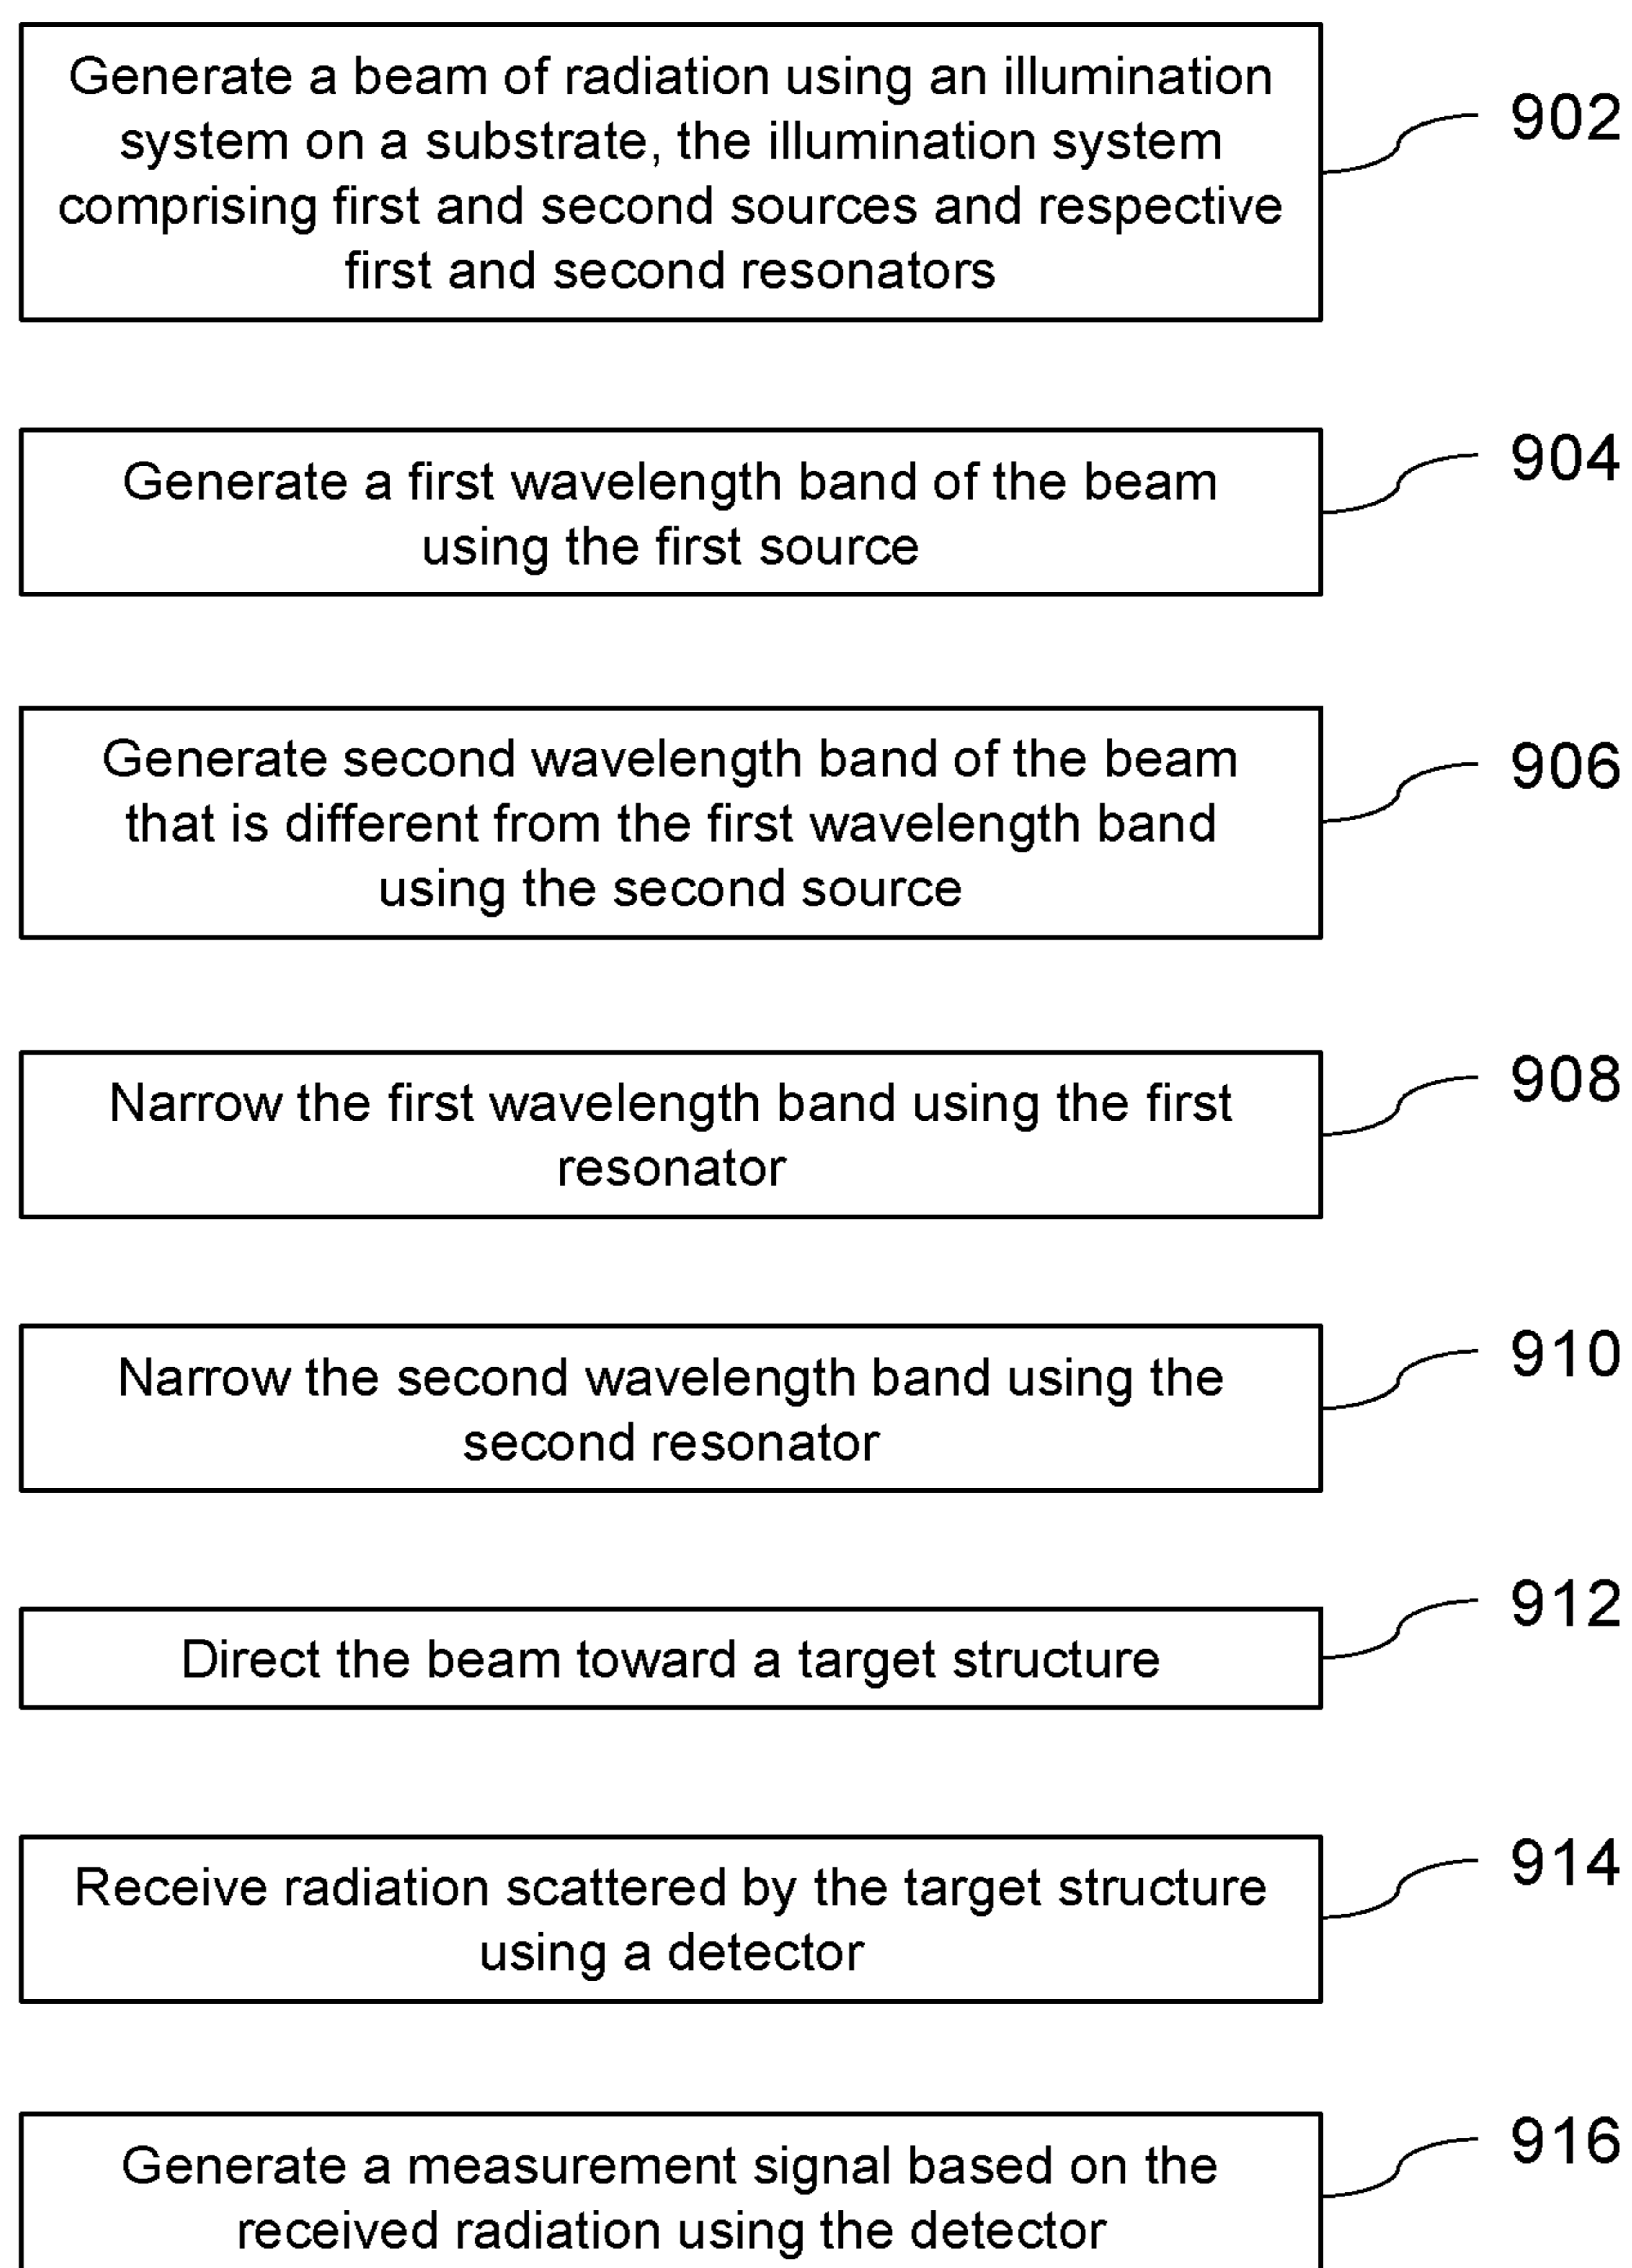 Generate a beam of radiation using an illumination
system on a substrate, the illumination system
comprising first and second sources and respective
first and second resonators
902
Generate a first wavelength band of the beam
using the first source
904
Generate second wavelength band of the beam
that is different from the first wavelength band
using the second source
906
Narrow the first wavelength band using the first
resonator
908
Narrow the second wavelength band using the
second resonator
910
Direct the beam toward a target structure
912
Receive radiation scattered by the target structure
using a detector
914
Generate a measurement signal based on the
received radiation using the detector
916